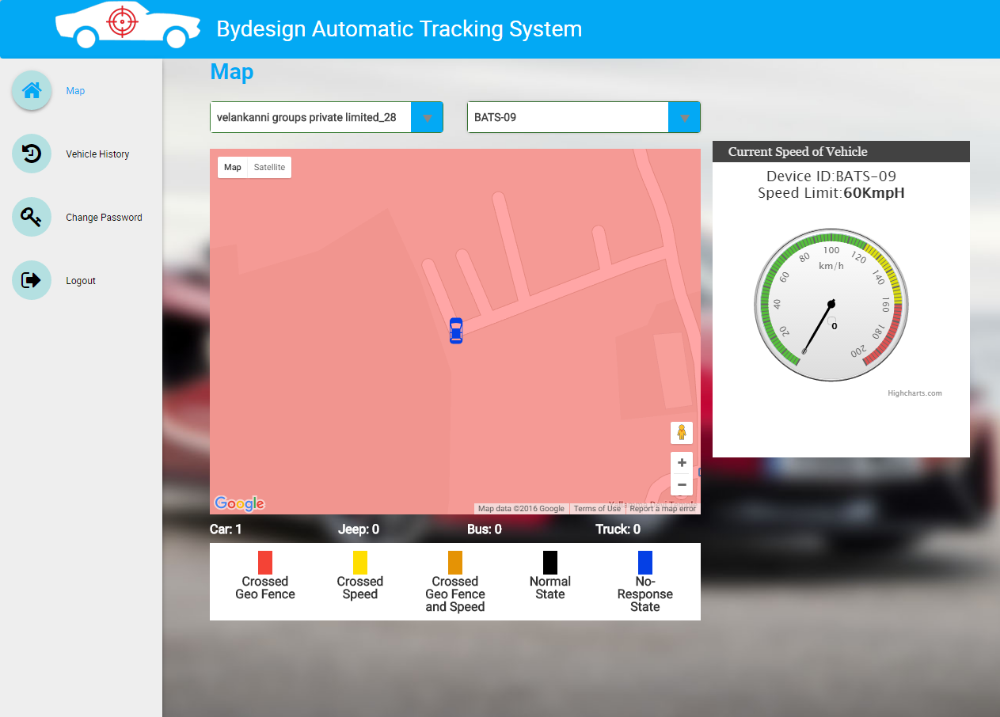 Bydesign Automatic Tracking System
Map
Map
Vehicle History
Change Password
Logout
velankanni groups private limited_28
BATS-09
Map Satellite
Google
Map data ©2016 Google Terms of Use Report a map error
Current Speed of Vehicle
Device ID:BATS-09
Speed Limit:60KmpH
20
40
60
80
100
120
140
160
180
200
km/h
0
Highcharts.com
Car: 1 Jeep: 0 Bus: 0 Truck: 0
Crossed
Geo Fence
Crossed
Speed
Crossed
Geo Fence
and Speed
Normal
State
No-
Response
State